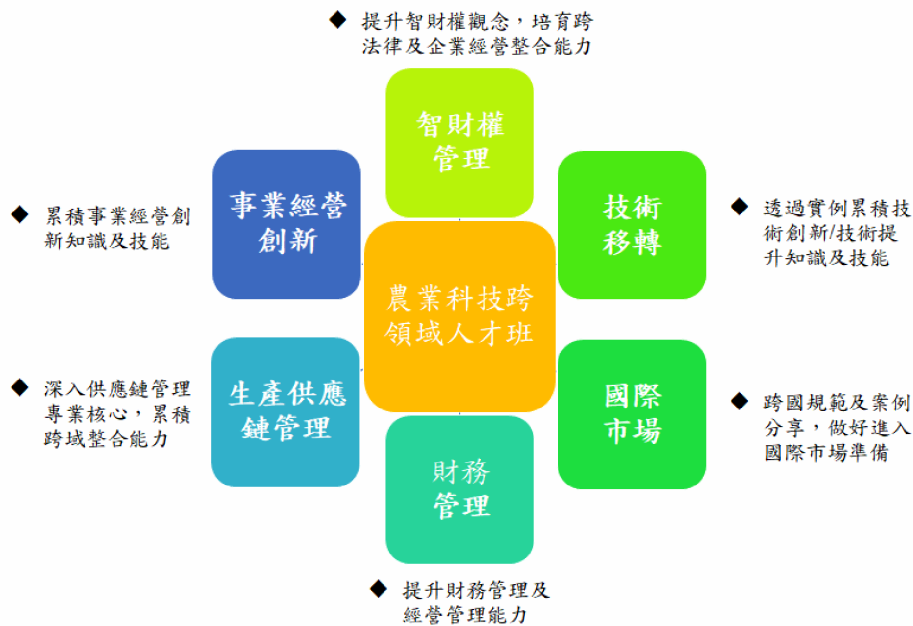 ◆ 提升智財權觀念，培育跨
法律及企業經營整合能力
智財權
管理
事業經營
創新
技術
移轉
◆ 累積事業經營創
新知識及技能
◆ 透過實例累積技
術創新/技術提
升知識及技能
農業科技跨
領域人才班
生產供應
鏈管理
國際
市場
◆ 深入供應鏈管理
專業核心，累積
跨域整合能力
◆ 跨國規範及案例
分享，做好進入
國際市場準備
財務
管理
◆ 提升財務管理及
經營管理能力